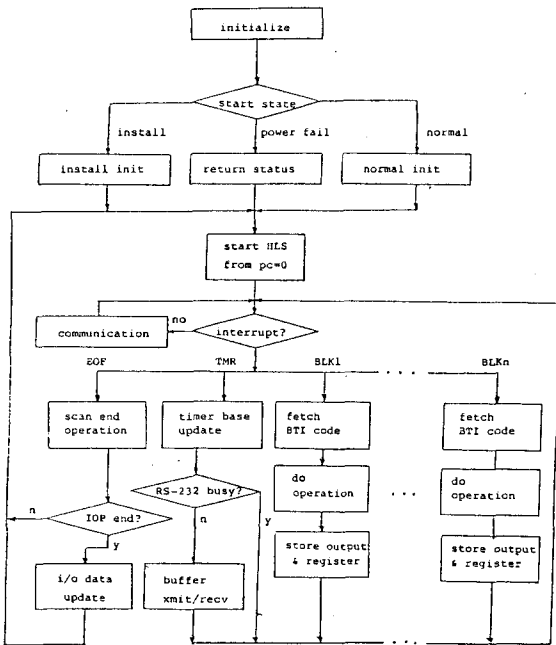 initialize
start state
install
power fail
normal
install init
return status
normal init
start HLS
from pc=0
no
communication
interrupt?
EOF
TMR
BLK1
. . .
BLKn
scan end
operation
timer base
update
fetch
BTI code
fetch
BTI code
RS-232 busy?
do
operation
. . .
do
operation
n
IOP end?
n
y
y
store output
& register
store output
& register
i/o data
update
buffer
xmit/recv
. . .